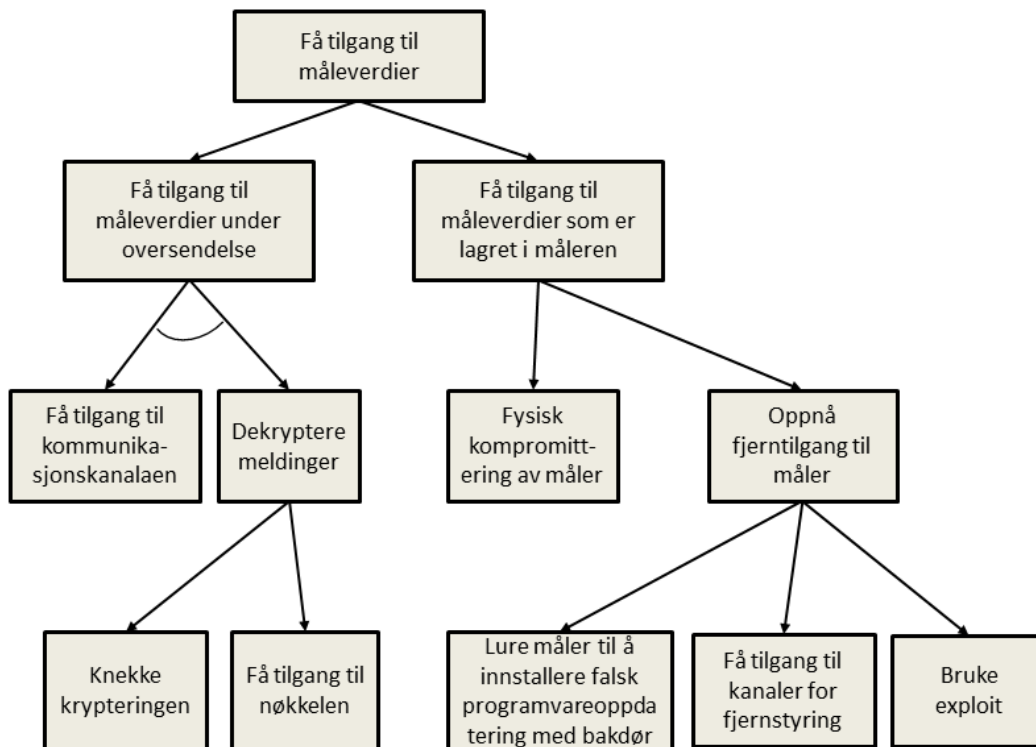 Få tilgang til
måleverdier
Få tilgang til
måleverdier under
oversendelse
Få tilgang til
måleverdier som er
lagret i måleren
Få tilgang til
kommunika-
sjonskanalaen
Dekryptere
meldinger
Fysisk
kompromitt-
ering av måler
Oppnå
fjerntilgang til
måler
Knekke
krypteringen
Få tilgang til
nøkkelen
Lure måler til å
innstallere falsk
programvareoppda
tering med bakdør
Få tilgang til
kanaler for
fjernstyring
Bruke
exploit